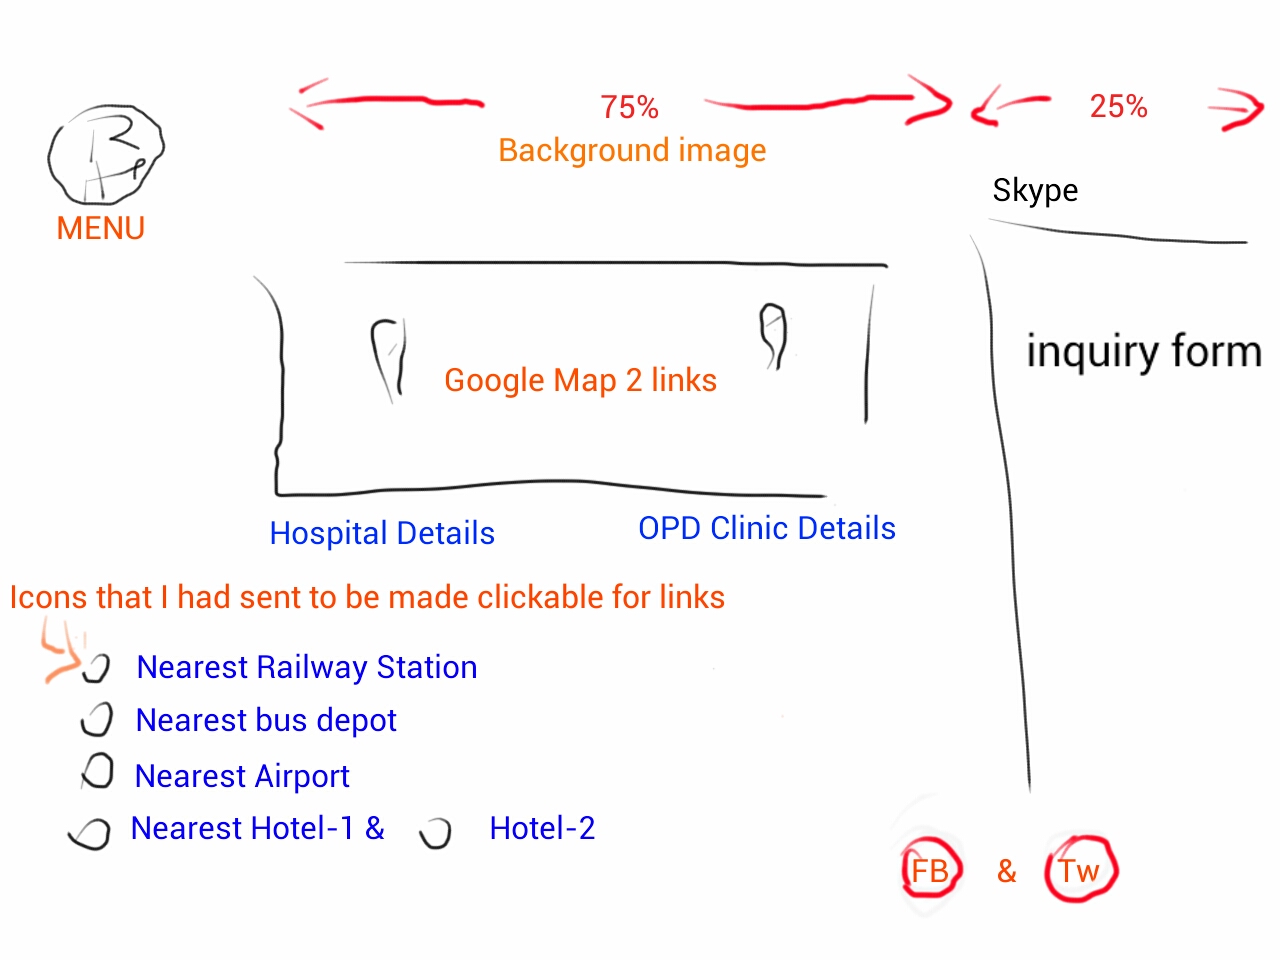 75%
25%
Background image
Skype
MENU
inquiry form
Google Map 2 links
Hospital Details
OPD Clinic Details
Icons that I had sent to be made clickable for links
Nearest Railway Station
Nearest bus depot
Nearest Airport
Nearest Hotel-1 & Hotel-2
FB & Tw